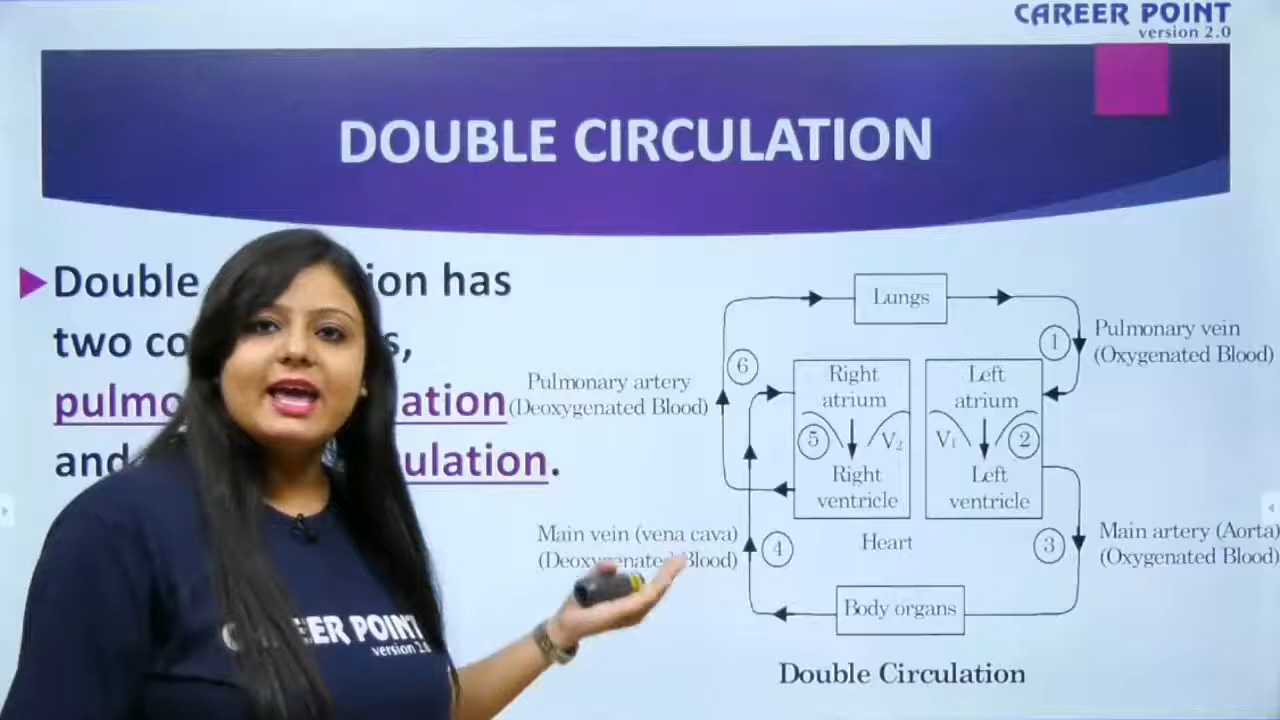 CAREER POINT
version 2.0
DOUBLE CIRCULATION
Double ion has
two co s,
pulmo ation
and ulation.
Lungs
1
Pulmonary vein
(Oxygenated Blood)
6
Pulmonary artery
(Deoxygenated Blood)
Right
atrium
Left
atrium
5
V₂
V₁
2
Right
ventricle
Left
ventricle
Main vein (vena cava)
(Deoxygenated Blood)
4
Heart
3
Main artery (Aorta)
(Oxygenated Blood)
Body organs
Double Circulation
CAREER POINT
version 2.0